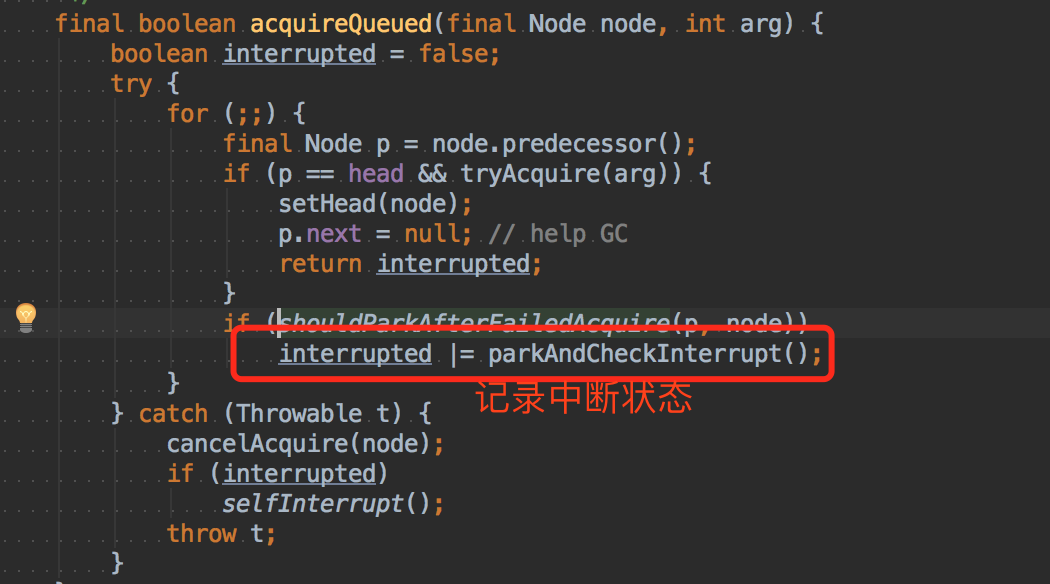 final boolean acquireQueued(final Node node, int arg) {
boolean interrupted = false;
try {
for (;;) {
final Node p = node.predecessor();
if (p == head && tryAcquire(arg)) {
setHead(node);
p.next = null; // help GC
return interrupted;
}
if (shouldParkAfterFailedAcquire(p, node))
interrupted |= parkAndCheckInterrupt();
}
记录中断状态
} catch (Throwable t) {
cancelAcquire(node);
if (interrupted)
selfInterrupt();
throw t;
}